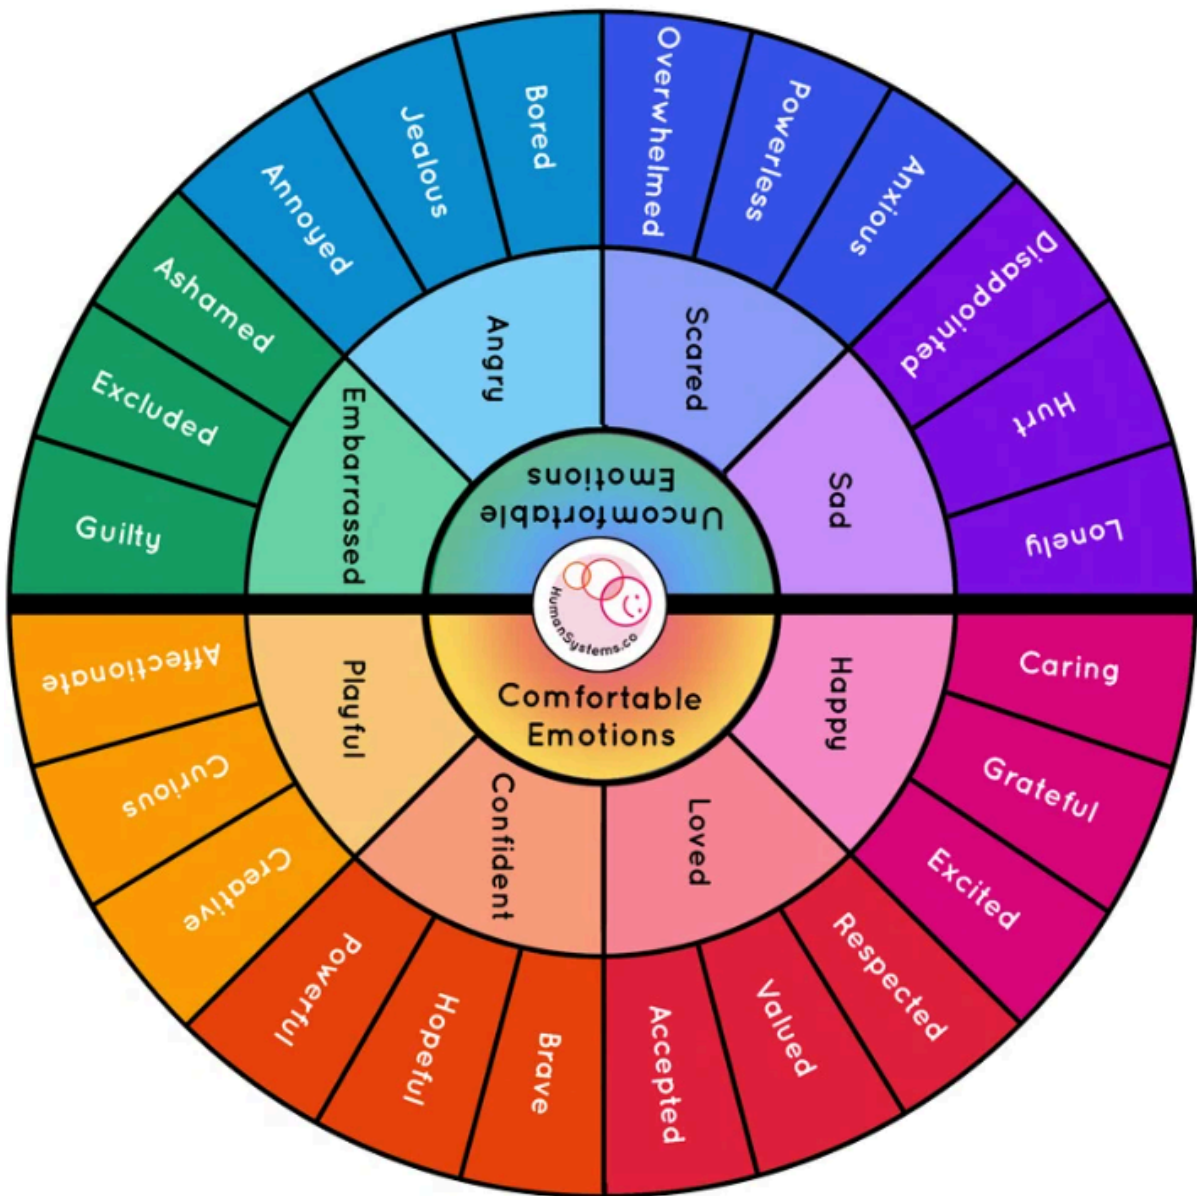 Uncomfortable
Emotions
Comfortable
Emotions
HumanSystems.co
Embarrassed
Angry
Scared
Sad
Happy
Loved
Confident
Playful
Guilty
Excluded
Ashamed
Annoyed
Jealous
Bored
Overwhelmed
Powerless
Anxious
Disappointed
Hurt
Lonely
Caring
Grateful
Excited
Respected
Valued
Accepted
Brave
Hopeful
Powerful
Creative
Curious
Affectionate